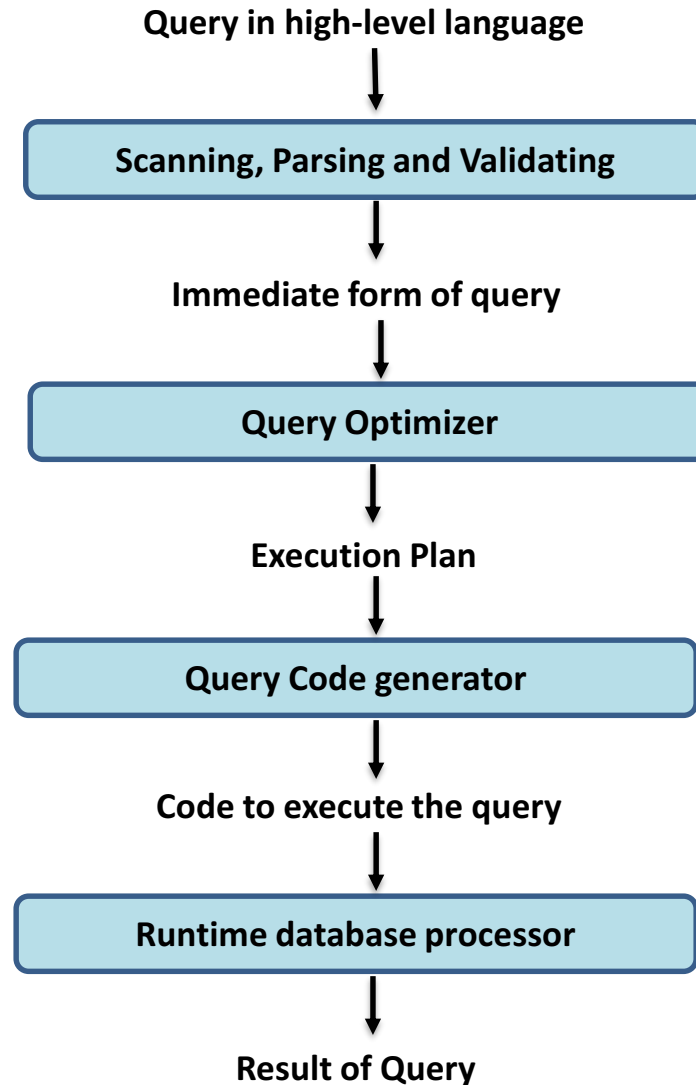 Query in high-level language
Scanning, Parsing and Validating
Immediate form of query
Query Optimizer
Execution Plan
Query Code generator
Code to execute the query
Runtime database processor
Result of Query